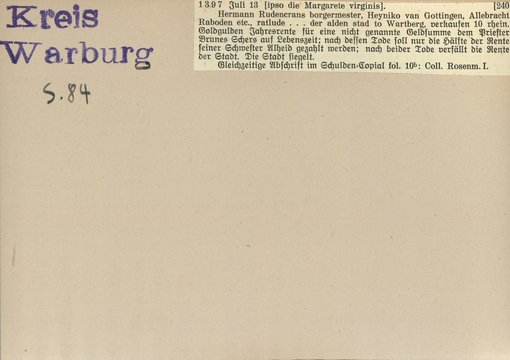 Kreis
Warburg
S. 84
1397 Juli 13 [ipso die Margarete virginis]. [240
Hermann Rudencrans borgermester, Heyniko van Gottingen, Allebracht
Raboden etc., ratlude . . . der alden stad to Wartberg, verkaufen 10 rhein.
Goldgulden Jahresrente für eine nicht genannte Geldsumme dem Priester
Brunes Schers auf Lebenszeit; nach dessen Tode soll nur die Hälfte der Rente
seiner Schwester Alheid gezahlt werden; nach beider Tode verfällt die Rente
der Stadt. Die Stadt siegelt.
Gleichzeitige Abschrift im Schulden-Copial fol. 10ᵇ: Coll. Rosenm. I.